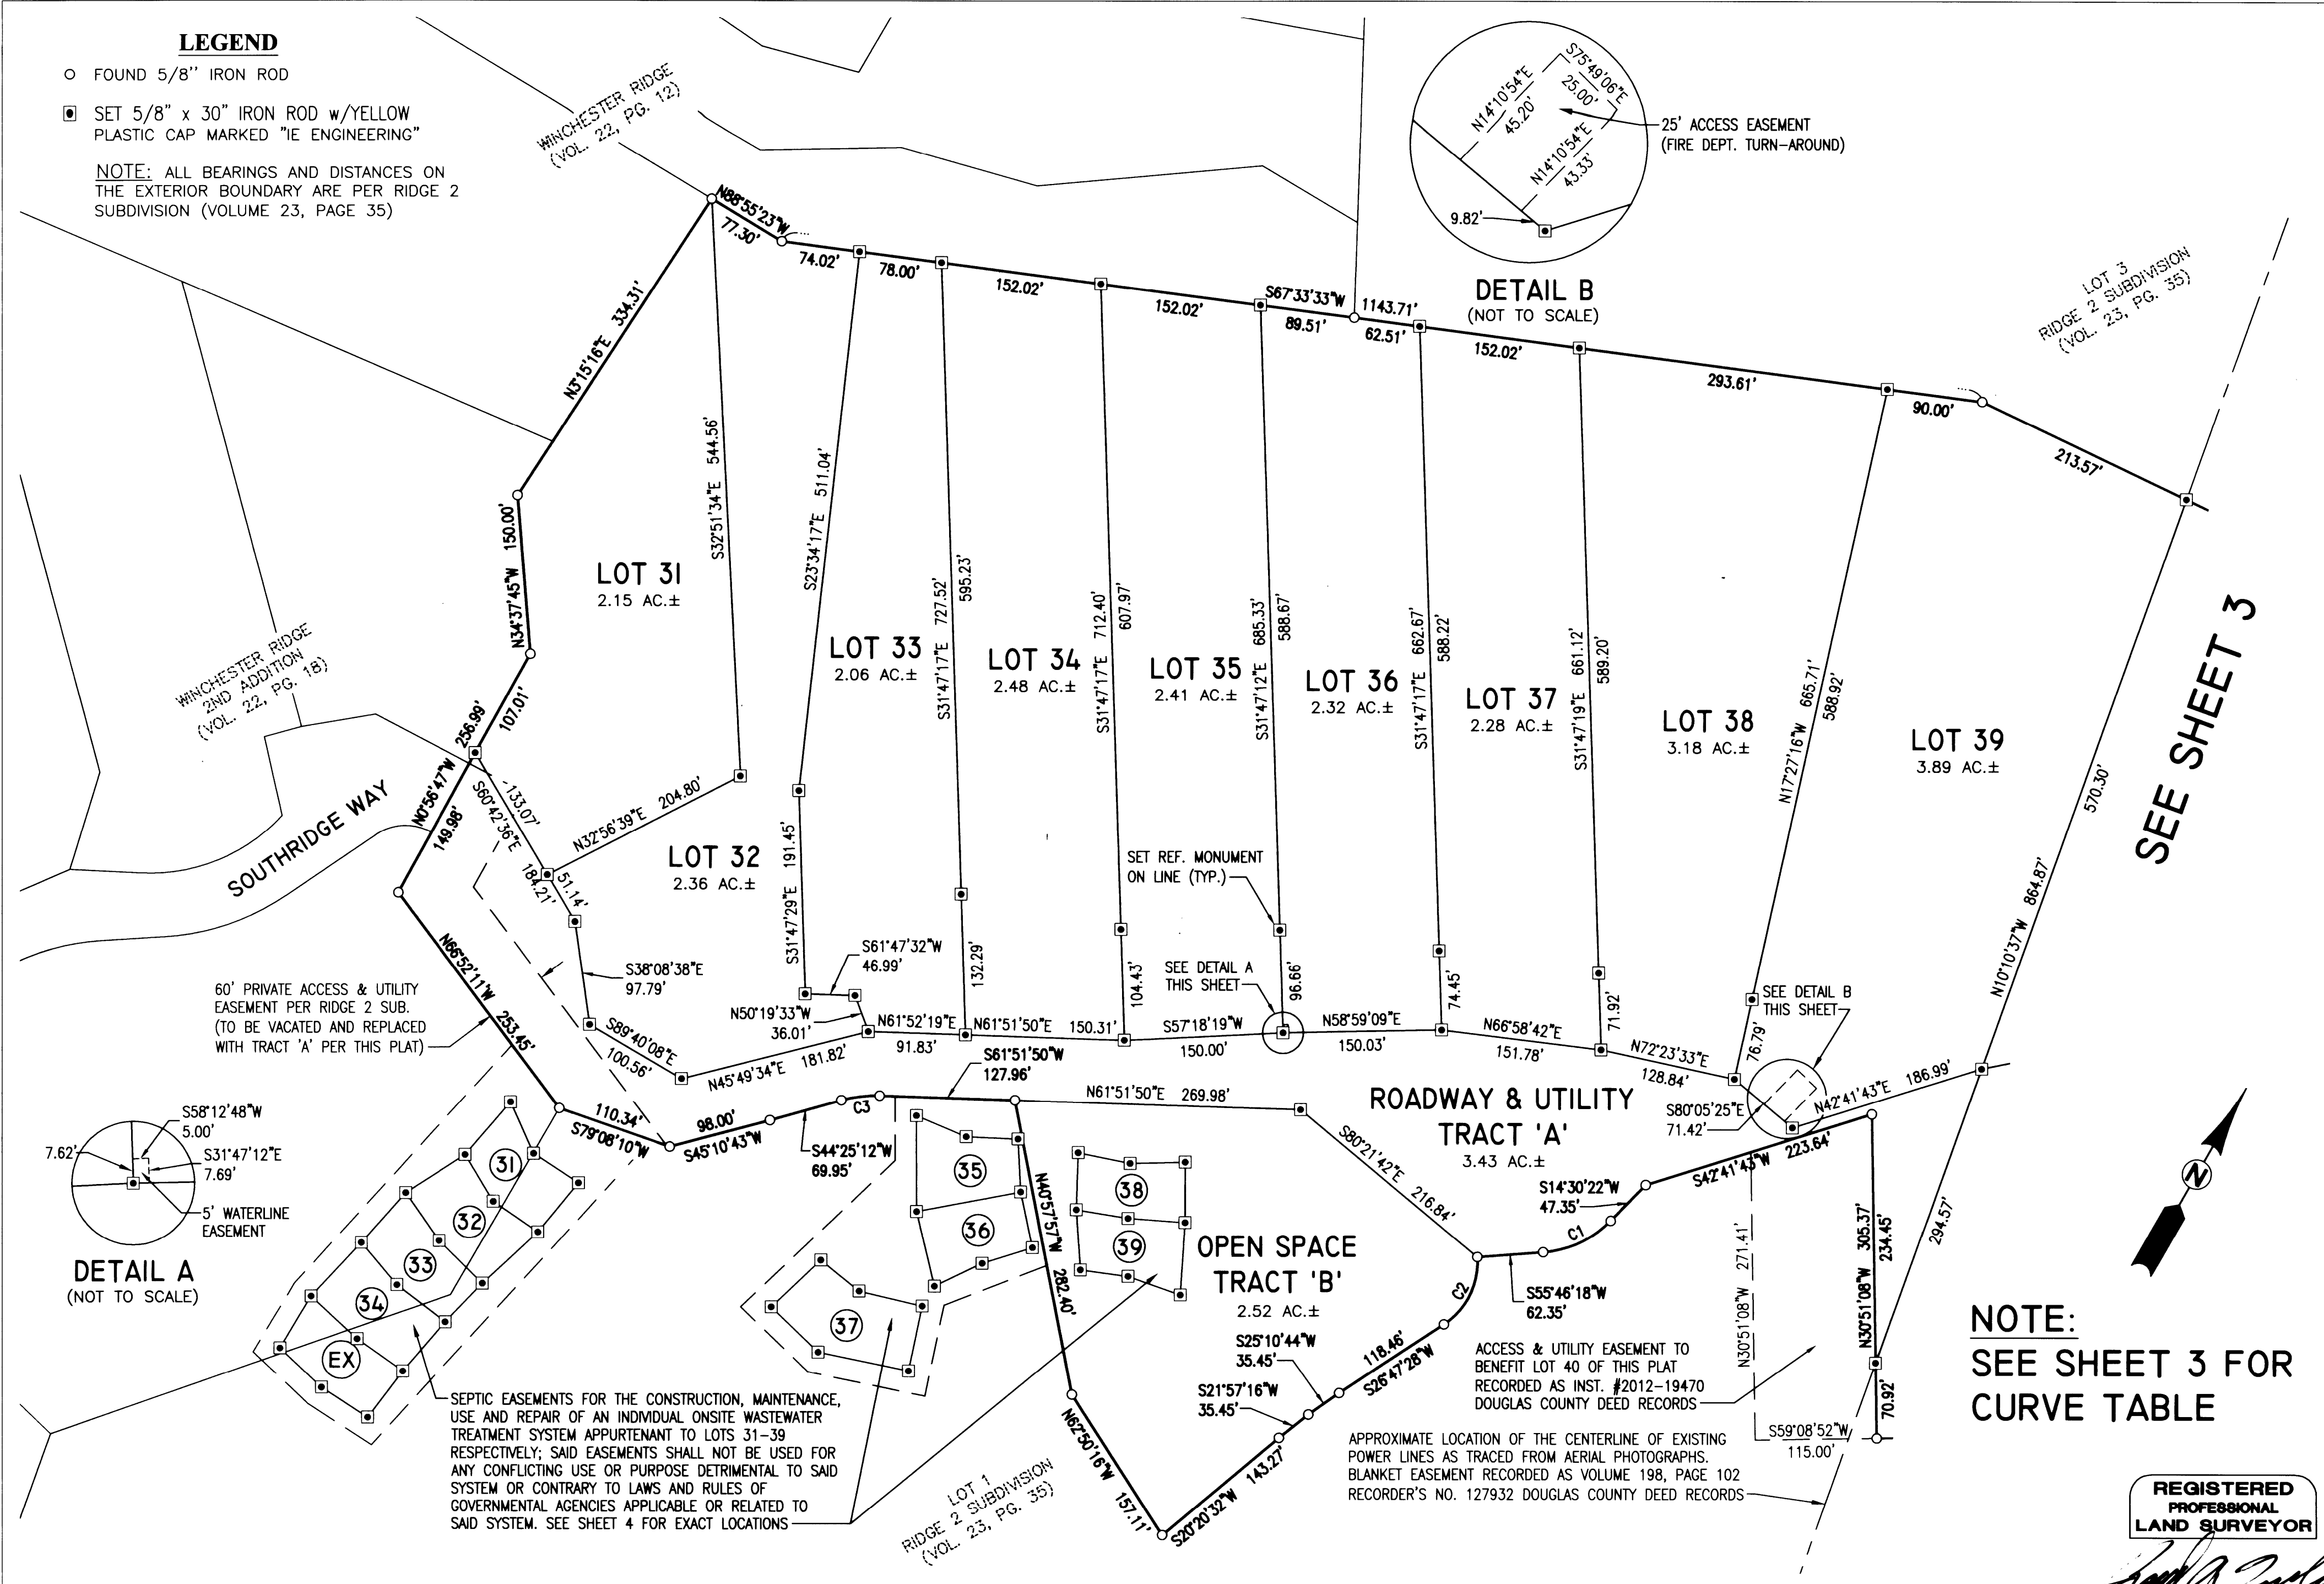 LEGEND
FOUND 5/8'' IRON ROD
SET 5/8" x 30" IRON ROD w/YELLOW
PLASTIC CAP MARKED "IE ENGINEERING"
NOTE: ALL BEARINGS AND DISTANCES ON
THE EXTERIOR BOUNDARY ARE PER RIDGE 2
SUBDIVISION (VOLUME 23, PAGE 35)
WINCHESTER RIDGE
(VOL. 22, PG. 12)
S75°49'06"E
25.00'
N14°10'54"E
45.20'
N14°10'54"E
43.33'
9.82'
25' ACCESS EASEMENT
(FIRE DEPT. TURN-AROUND)
DETAIL B
(NOT TO SCALE)
LOT 3
RIDGE 2 SUBDIVISION
(VOL. 23, PG. 35)
N88°55'23"W
77.30'
74.02'
78.00'
152.02'
152.02'
S67°33'33"W 1143.71'
89.51'
62.51'
152.02'
293.61'
90.00'
213.57'
N3°15'16"E 334.31'
N34°37'45"W 150.00'
S32°51'34"E 544.56'
S23°34'17"E 511.04'
S31°47'17"E 727.52'
595.23'
S31°47'17"E 712.40'
607.97'
S31°47'12"E 685.33'
588.67'
S31°47'17"E 662.67'
588.22'
S31°47'19"E 661.12'
589.20'
N17°27'16"W 665.71'
588.92'
570.30'
N10°10'37"W 864.87'
SEE SHEET 3
LOT 31
2.15 AC.±
LOT 33
2.06 AC.±
LOT 34
2.48 AC.±
LOT 35
2.41 AC.±
LOT 36
2.32 AC.±
LOT 37
2.28 AC.±
LOT 38
3.18 AC.±
LOT 39
3.89 AC.±
WINCHESTER RIDGE
2ND ADDITION
(VOL. 22, PG. 18)
256.99'
107.01'
N0°56'47"W
149.98'
S60°42'36"E
133.07'
184.21'
51.14'
N32°56'39"E 204.80'
SOUTHRIDGE WAY
LOT 32
2.36 AC.±
S31°47'29"E 191.45'
SET REF. MONUMENT
ON LINE (TYP.)
S61°47'32"W
46.99'
SEE DETAIL A
THIS SHEET
132.29'
104.43'
96.66'
74.45'
71.92'
76.79'
SEE DETAIL B
THIS SHEET
60' PRIVATE ACCESS & UTILITY
EASEMENT PER RIDGE 2 SUB.
(TO BE VACATED AND REPLACED
WITH TRACT 'A' PER THIS PLAT)
N66°52'11"W 253.45'
S38°08'38"E
97.79'
S89°40'08"E
100.56'
N50°19'33"W
36.01'
N45°49'34"E 181.82'
N61°52'19"E
91.83'
N61°51'50"E 150.31'
S57°18'19"W
150.00'
N58°59'09"E
150.03'
N66°58'42"E
151.78'
N72°23'33"E
128.84'
S80°05'25"E
71.42'
N42°41'43"E 186.99'
S61°51'50"W
127.96'
N61°51'50"E 269.98'
ROADWAY & UTILITY
TRACT 'A'
3.43 AC.±
110.34'
S79°08'10"W
98.00'
S45°10'43"W
C3
S44°25'12"W
69.95'
S80°21'42"E 216.84'
S14°30'22"W
47.35'
C1
S42°41'43"W 223.64'
S58°12'48"W
5.00'
S31°47'12"E
7.69'
7.62'
5' WATERLINE
EASEMENT
DETAIL A
(NOT TO SCALE)
31
32
33
34
EX
35
36
37
38
39
N40°57'57"W 282.40'
OPEN SPACE
TRACT 'B'
2.52 AC.±
C2
S55°46'18"W
62.35'
N30°51'08"W 271.41'
N30°51'08"W 305.37'
234.45'
294.57'
70.92'
S59°08'52"W
115.00'
S25°10'44"W
35.45'
S21°57'16"W
35.45'
118.46'
S26°47'28"W
N62°50'16"W 157.11'
143.27'
S20°20'32"W
ACCESS & UTILITY EASEMENT TO
BENEFIT LOT 40 OF THIS PLAT
RECORDED AS INST. #2012-19470
DOUGLAS COUNTY DEED RECORDS
APPROXIMATE LOCATION OF THE CENTERLINE OF EXISTING
POWER LINES AS TRACED FROM AERIAL PHOTOGRAPHS.
BLANKET EASEMENT RECORDED AS VOLUME 198, PAGE 102
RECORDER'S NO. 127932 DOUGLAS COUNTY DEED RECORDS
SEPTIC EASEMENTS FOR THE CONSTRUCTION, MAINTENANCE,
USE AND REPAIR OF AN INDIVIDUAL ONSITE WASTEWATER
TREATMENT SYSTEM APPURTENANT TO LOTS 31-39
RESPECTIVELY; SAID EASEMENTS SHALL NOT BE USED FOR
ANY CONFLICTING USE OR PURPOSE DETRIMENTAL TO SAID
SYSTEM OR CONTRARY TO LAWS AND RULES OF
GOVERNMENTAL AGENCIES APPLICABLE OR RELATED TO
SAID SYSTEM. SEE SHEET 4 FOR EXACT LOCATIONS
LOT 1
RIDGE 2 SUBDIVISION
(VOL. 23, PG. 35)
N
NOTE:
SEE SHEET 3 FOR
CURVE TABLE
REGISTERED
PROFESSIONAL
LAND SURVEYOR